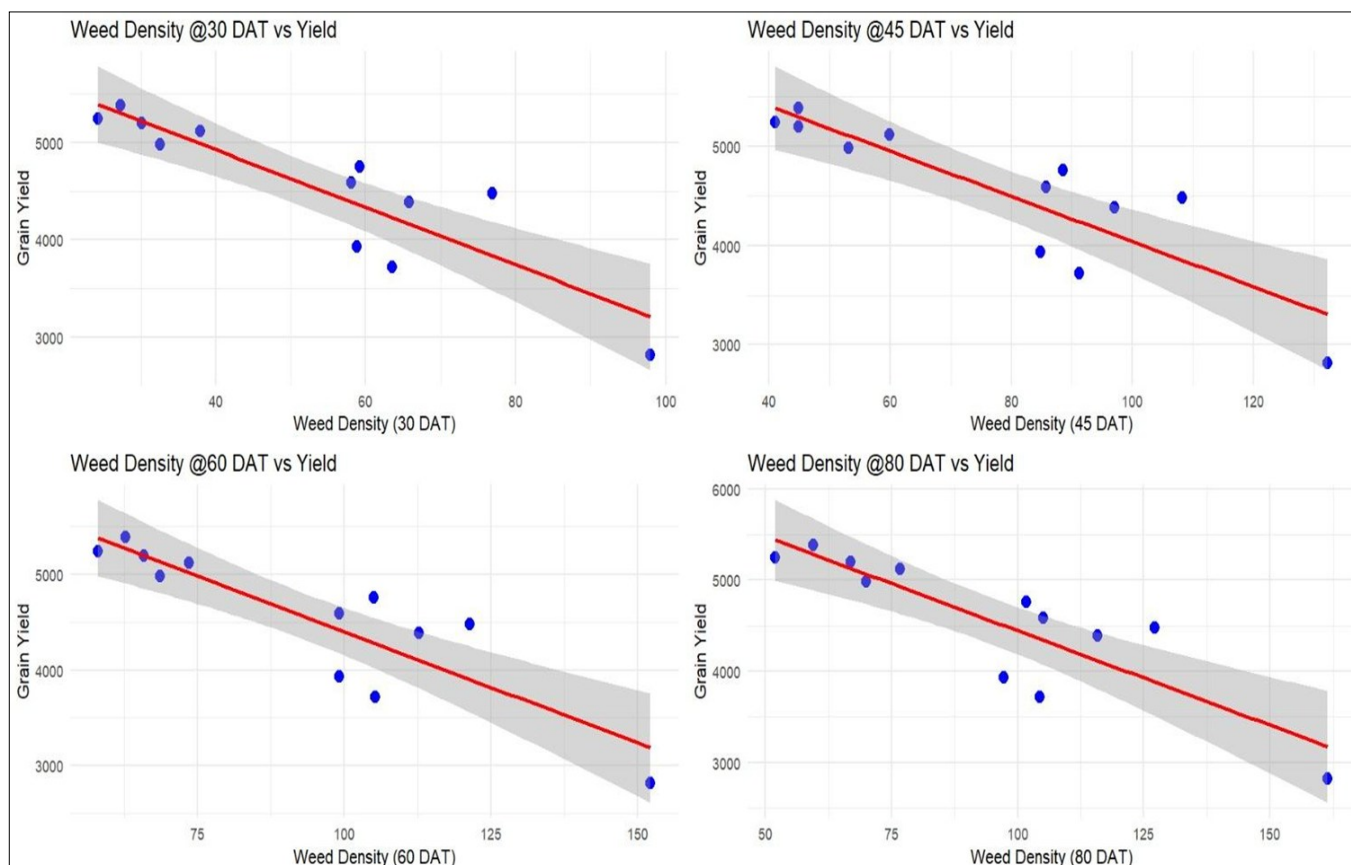 Weed Density @30 DAT vs Yield
Grain Yield
5000
4000
3000
40
60
80
100
Weed Density (30 DAT)
Weed Density @45 DAT vs Yield
Grain Yield
5000
4000
3000
40
60
80
100
120
Weed Density (45 DAT)
Weed Density @60 DAT vs Yield
Grain Yield
5000
4000
3000
75
100
125
150
Weed Density (60 DAT)
Weed Density @80 DAT vs Yield
Grain Yield
6000
5000
4000
3000
50
100
150
Weed Density (80 DAT)